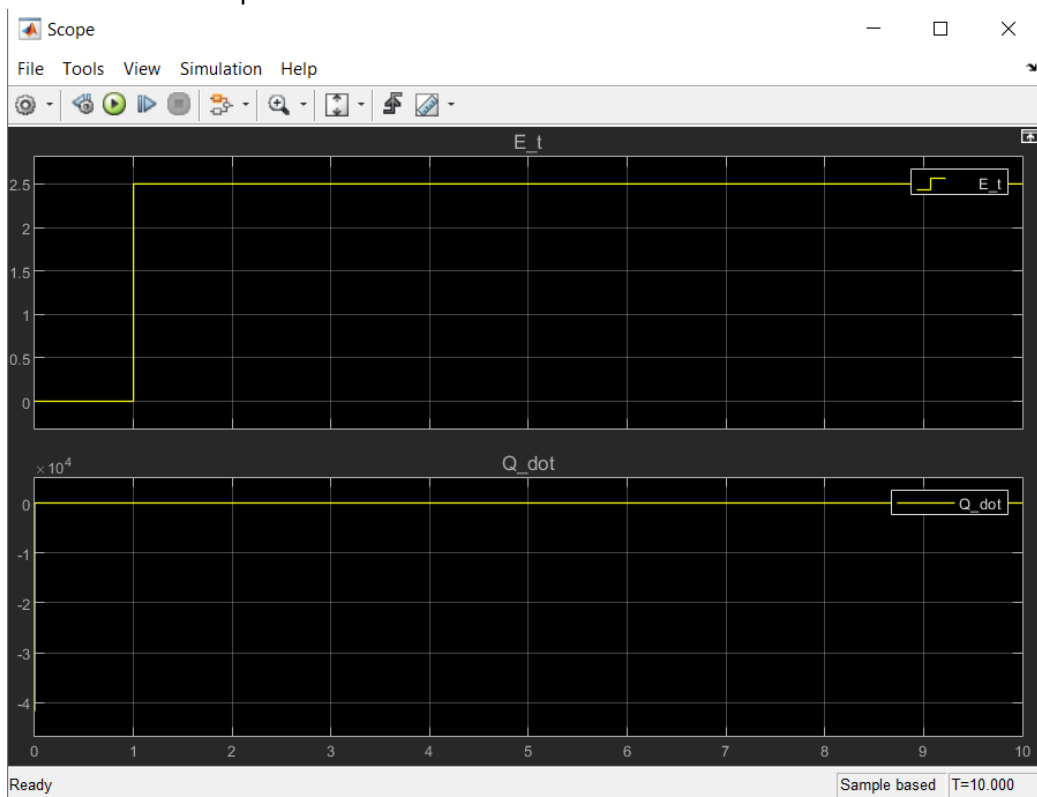 Scope
File Tools View Simulation Help
E_t
2.5
2
1.5
1
0.5
0
E_t
×10⁴
Q_dot
0
-1
-2
-3
-4
Q_dot
0 1 2 3 4 5 6 7 8 9 10
Ready Sample based T=10.000